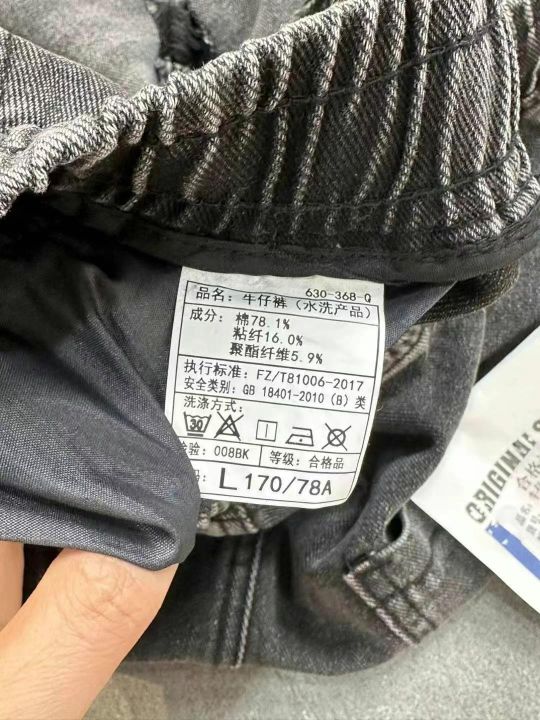 630-368-Q
品名：牛仔裤（水洗产品）
成分：棉78.1%
粘纤16.0%
聚酯纤维5.9%
执行标准：FZ/T81006-2017
安全类别：GB 18401-2010（B）类
洗涤方式：
30
验：008BK 等级：合格品
L 170/78A
ORIGINAL
合格